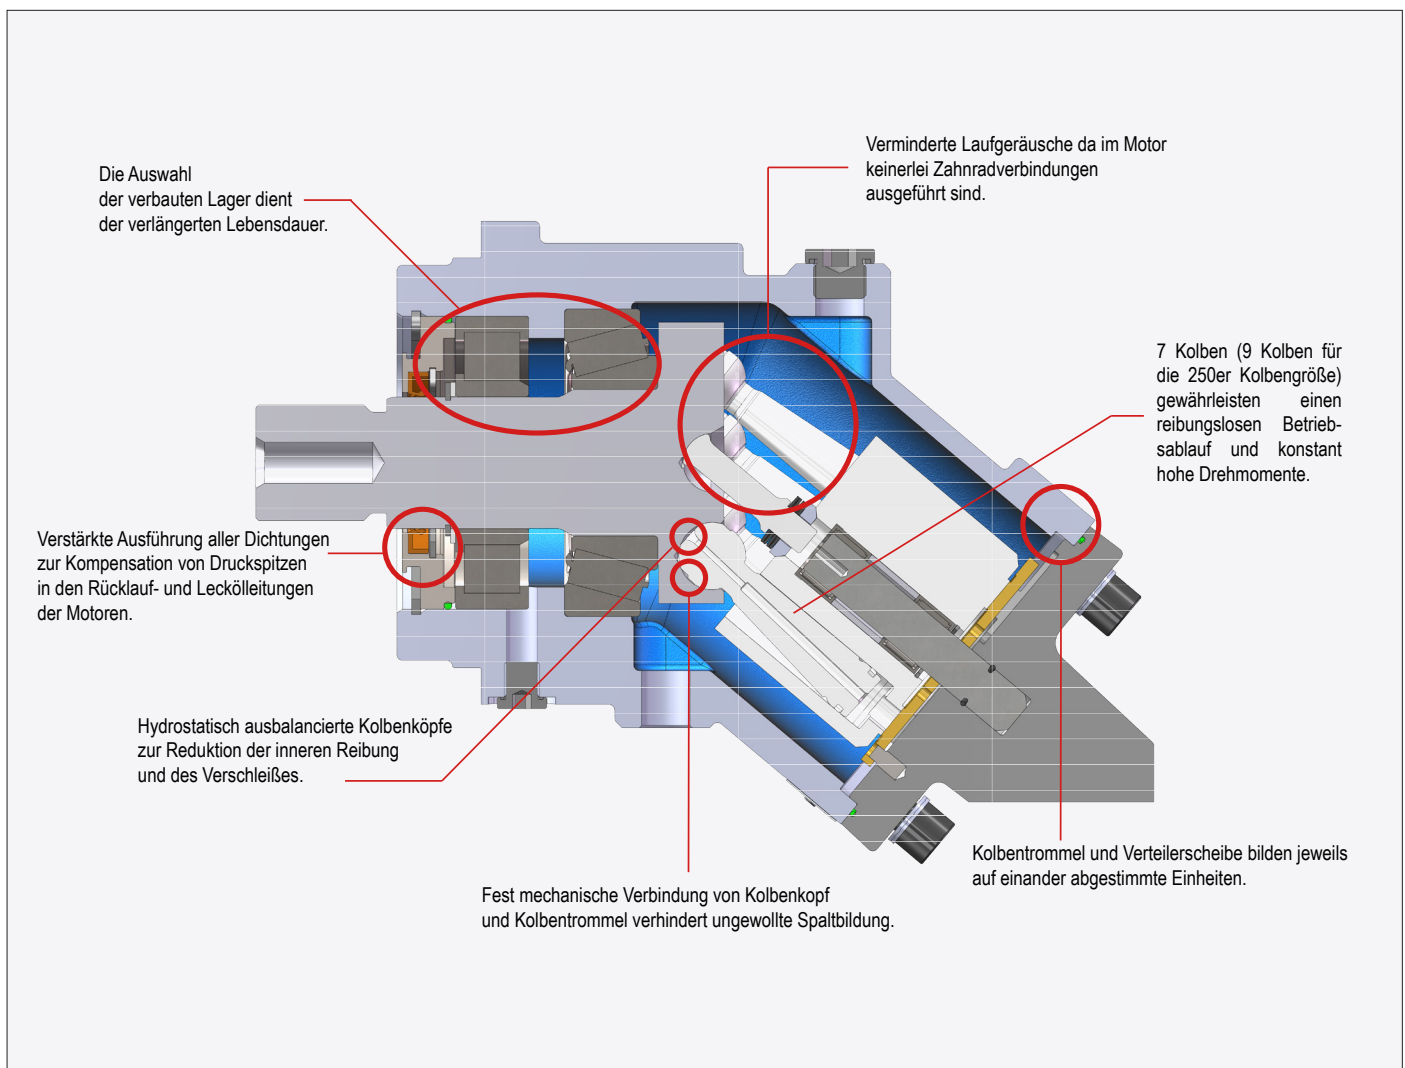 Verminderte Laufgeräusche da im Motor
keinerlei Zahnradverbindungen
ausgeführt sind.
Die Auswahl
der verbauten Lager dient
der verlängerten Lebensdauer.
7 Kolben (9 Kolben für
die 250er Kolbengröße)
gewährleisten einen
reibungslosen Betrieb-
sablauf und konstant
hohe Drehmomente.
Verstärkte Ausführung aller Dichtungen
zur Kompensation von Druckspitzen
in den Rücklauf- und Leckölleitungen
der Motoren.
Hydrostatisch ausbalancierte Kolbenköpfe
zur Reduktion der inneren Reibung
und des Verschleißes.
Kolbentrommel und Verteilerscheibe bilden jeweils
auf einander abgestimmte Einheiten.
Fest mechanische Verbindung von Kolbenkopf
und Kolbentrommel verhindert ungewollte Spaltbildung.